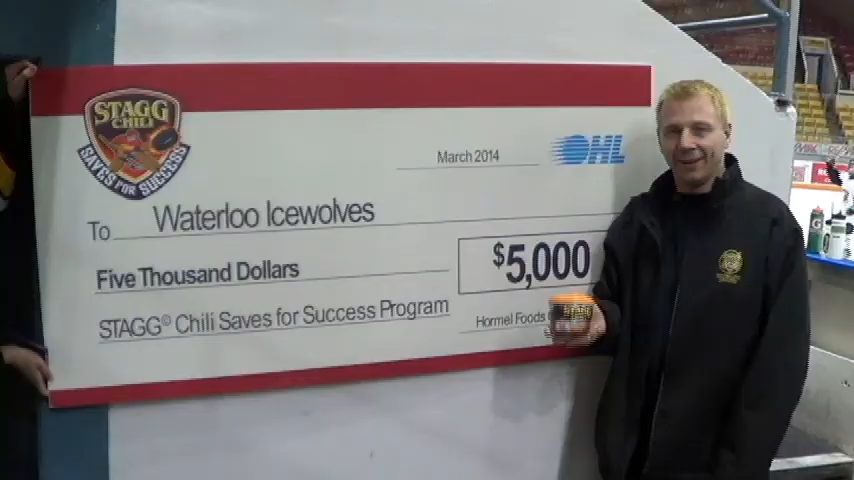 STAGG
CHILI
SAVES FOR SUCCESS
March 2014
OHL
To Waterloo Icewolves
Five Thousand Dollars
$5,000
STAGG© Chili Saves for Success Program
Hormel Foods